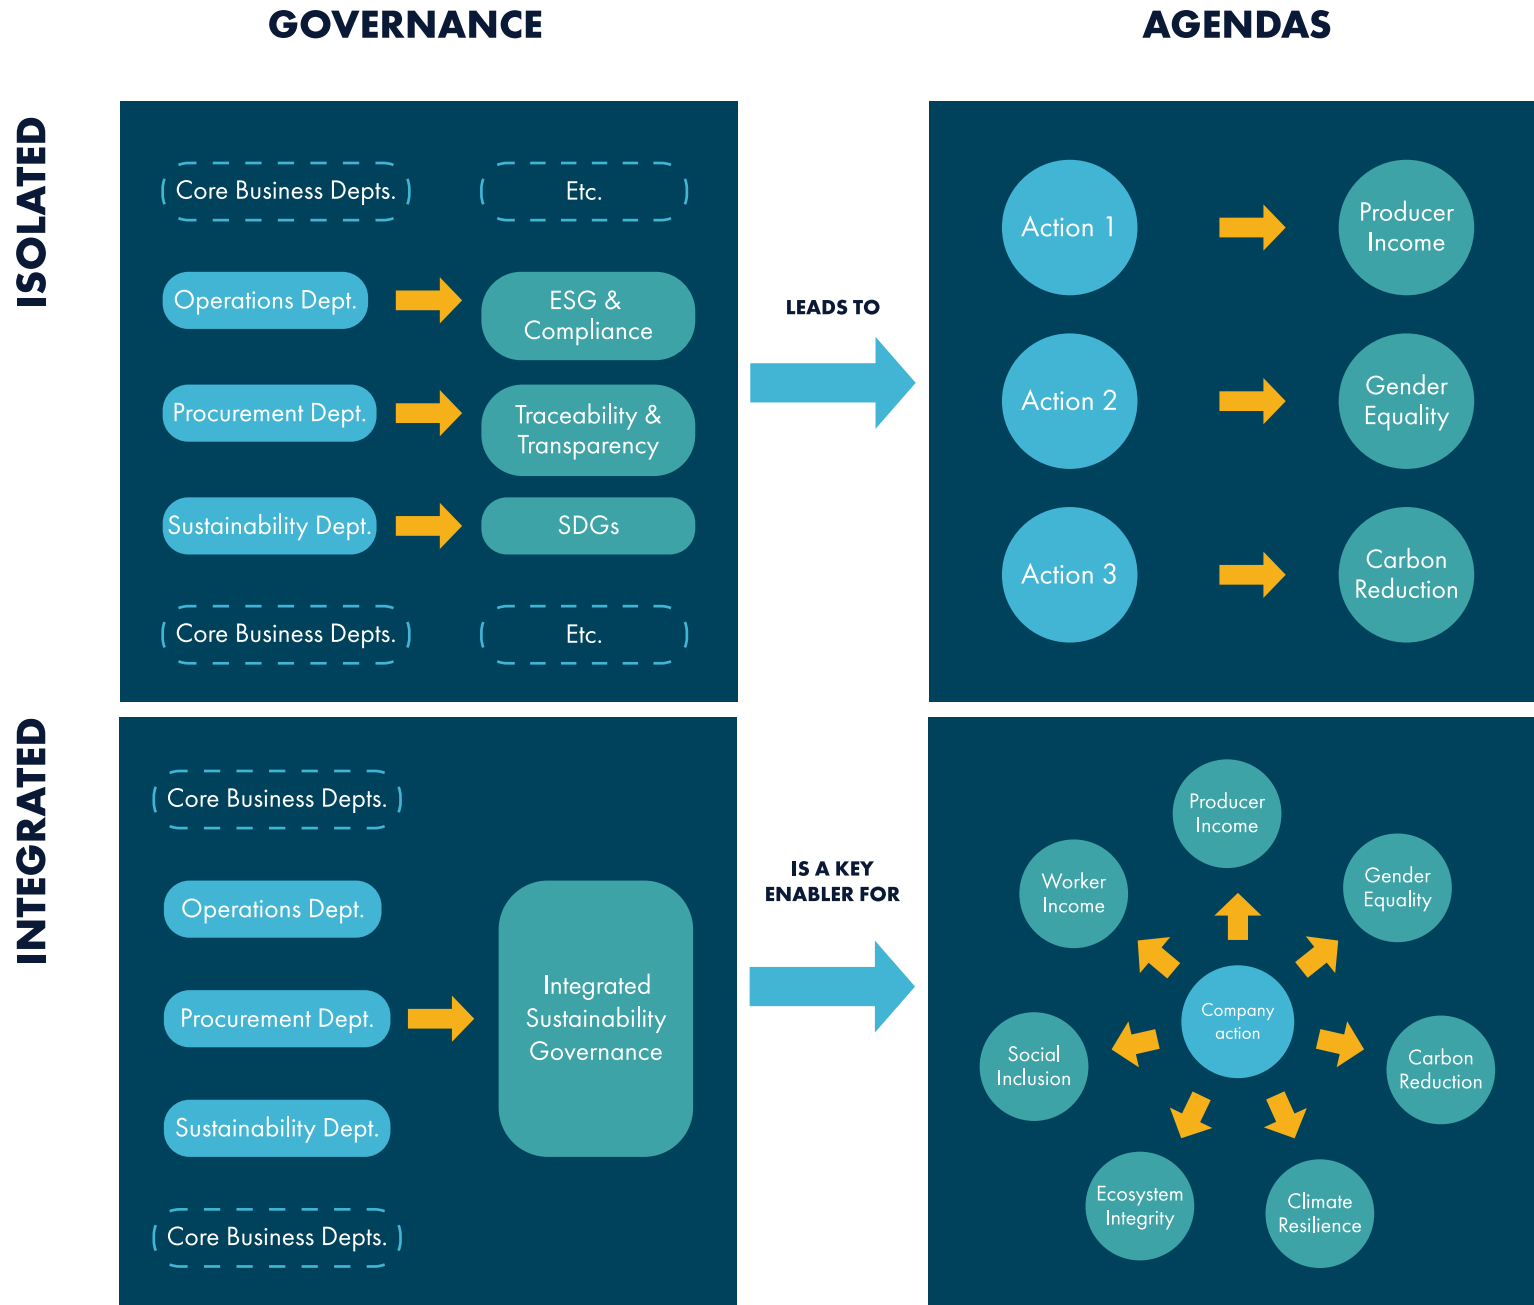 GOVERNANCE
AGENDAS
ISOLATED
Core Business Depts.
Etc.
Operations Dept.
ESG &
Compliance
Procurement Dept.
Traceability &
Transparency
Sustainability Dept.
SDGs
Core Business Depts.
Etc.
LEADS TO
Action 1
Producer
Income
Action 2
Gender
Equality
Action 3
Carbon
Reduction
INTEGRATED
Core Business Depts.
Operations Dept.
Procurement Dept.
Sustainability Dept.
Core Business Depts.
Integrated
Sustainability
Governance
IS A KEY
ENABLER FOR
Producer
Income
Worker
Income
Gender
Equality
Company
action
Social
Inclusion
Carbon
Reduction
Ecosystem
Integrity
Climate
Resilience